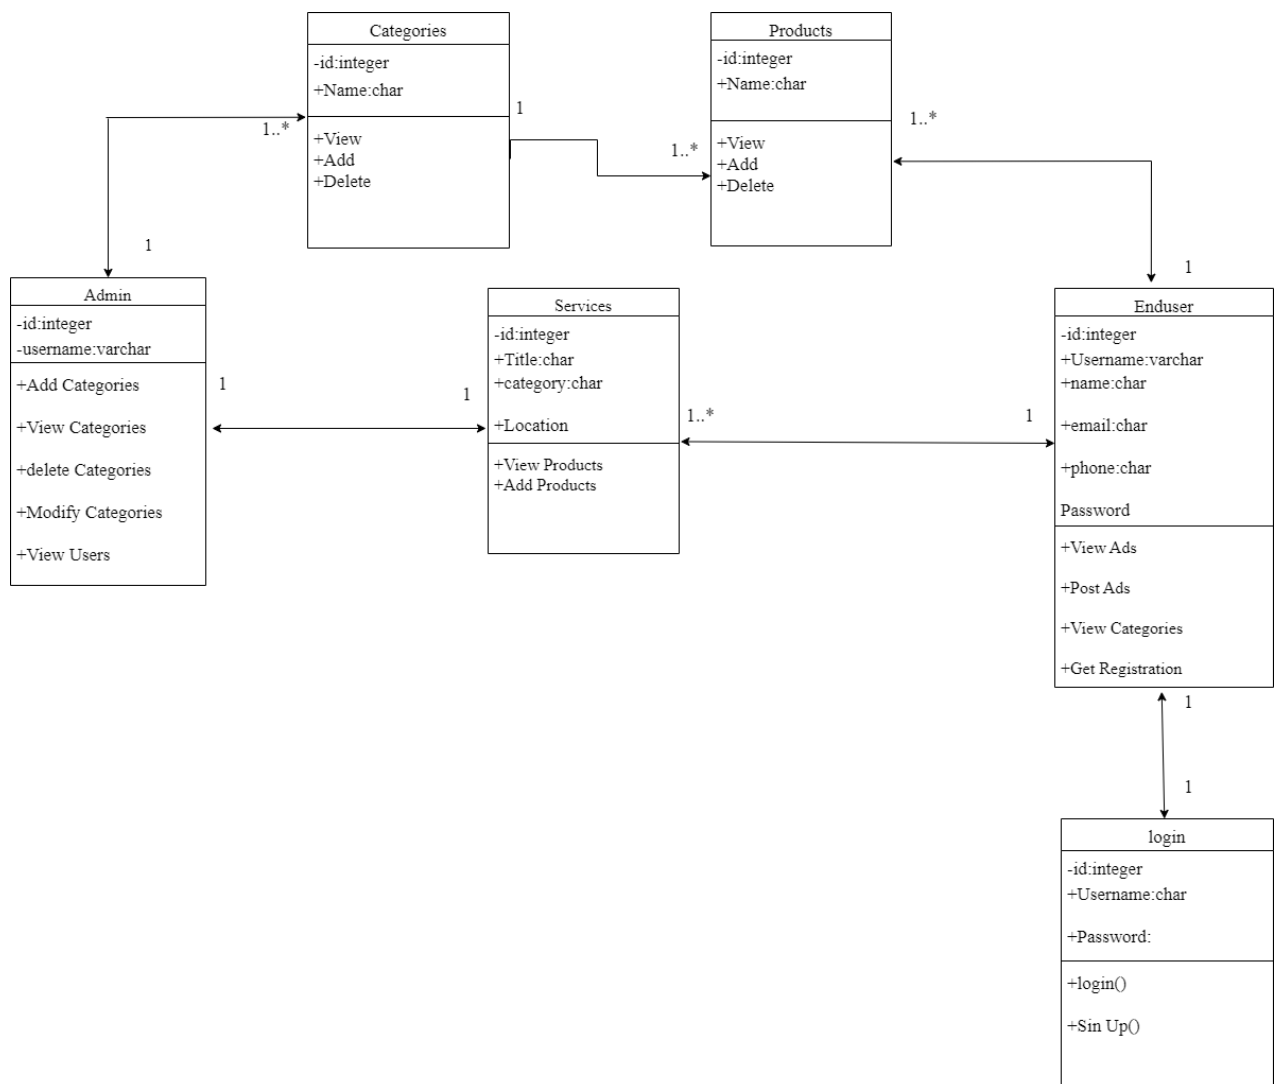 Categories
-id:integer
+Name:char
+View
+Add
+Delete
Products
-id:integer
+Name:char
+View
+Add
+Delete
1..*
1
1..*
1..*
1
1
Admin
-id:integer
-username:varchar
+Add Categories
+View Categories
+delete Categories
+Modify Categories
+View Users
1
1
Services
-id:integer
+Title:char
+category:char
+Location
+View Products
+Add Products
1..*
1
Enduser
-id:integer
+Username:varchar
+name:char
+email:char
+phone:char
Password
+View Ads
+Post Ads
+View Categories
+Get Registration
1
1
login
-id:integer
+Username:char
+Password:
+login()
+Sin Up()